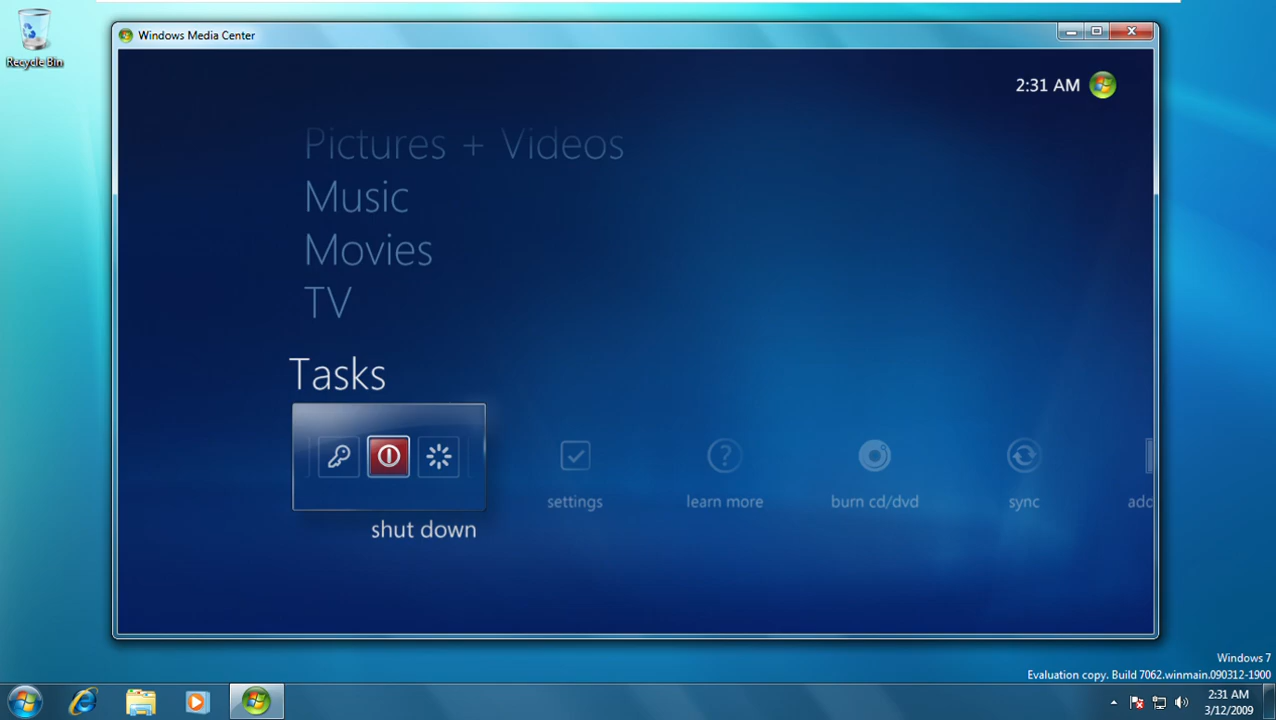 Recycle Bin
Windows Media Center
2:31 AM
Pictures + Videos
Music
Movies
TV
Tasks
shut down
settings
learn more
burn cd/dvd
sync
add
Windows 7
Evaluation copy. Build 7062.winmain.090312-1900
2:31 AM
3/12/2009